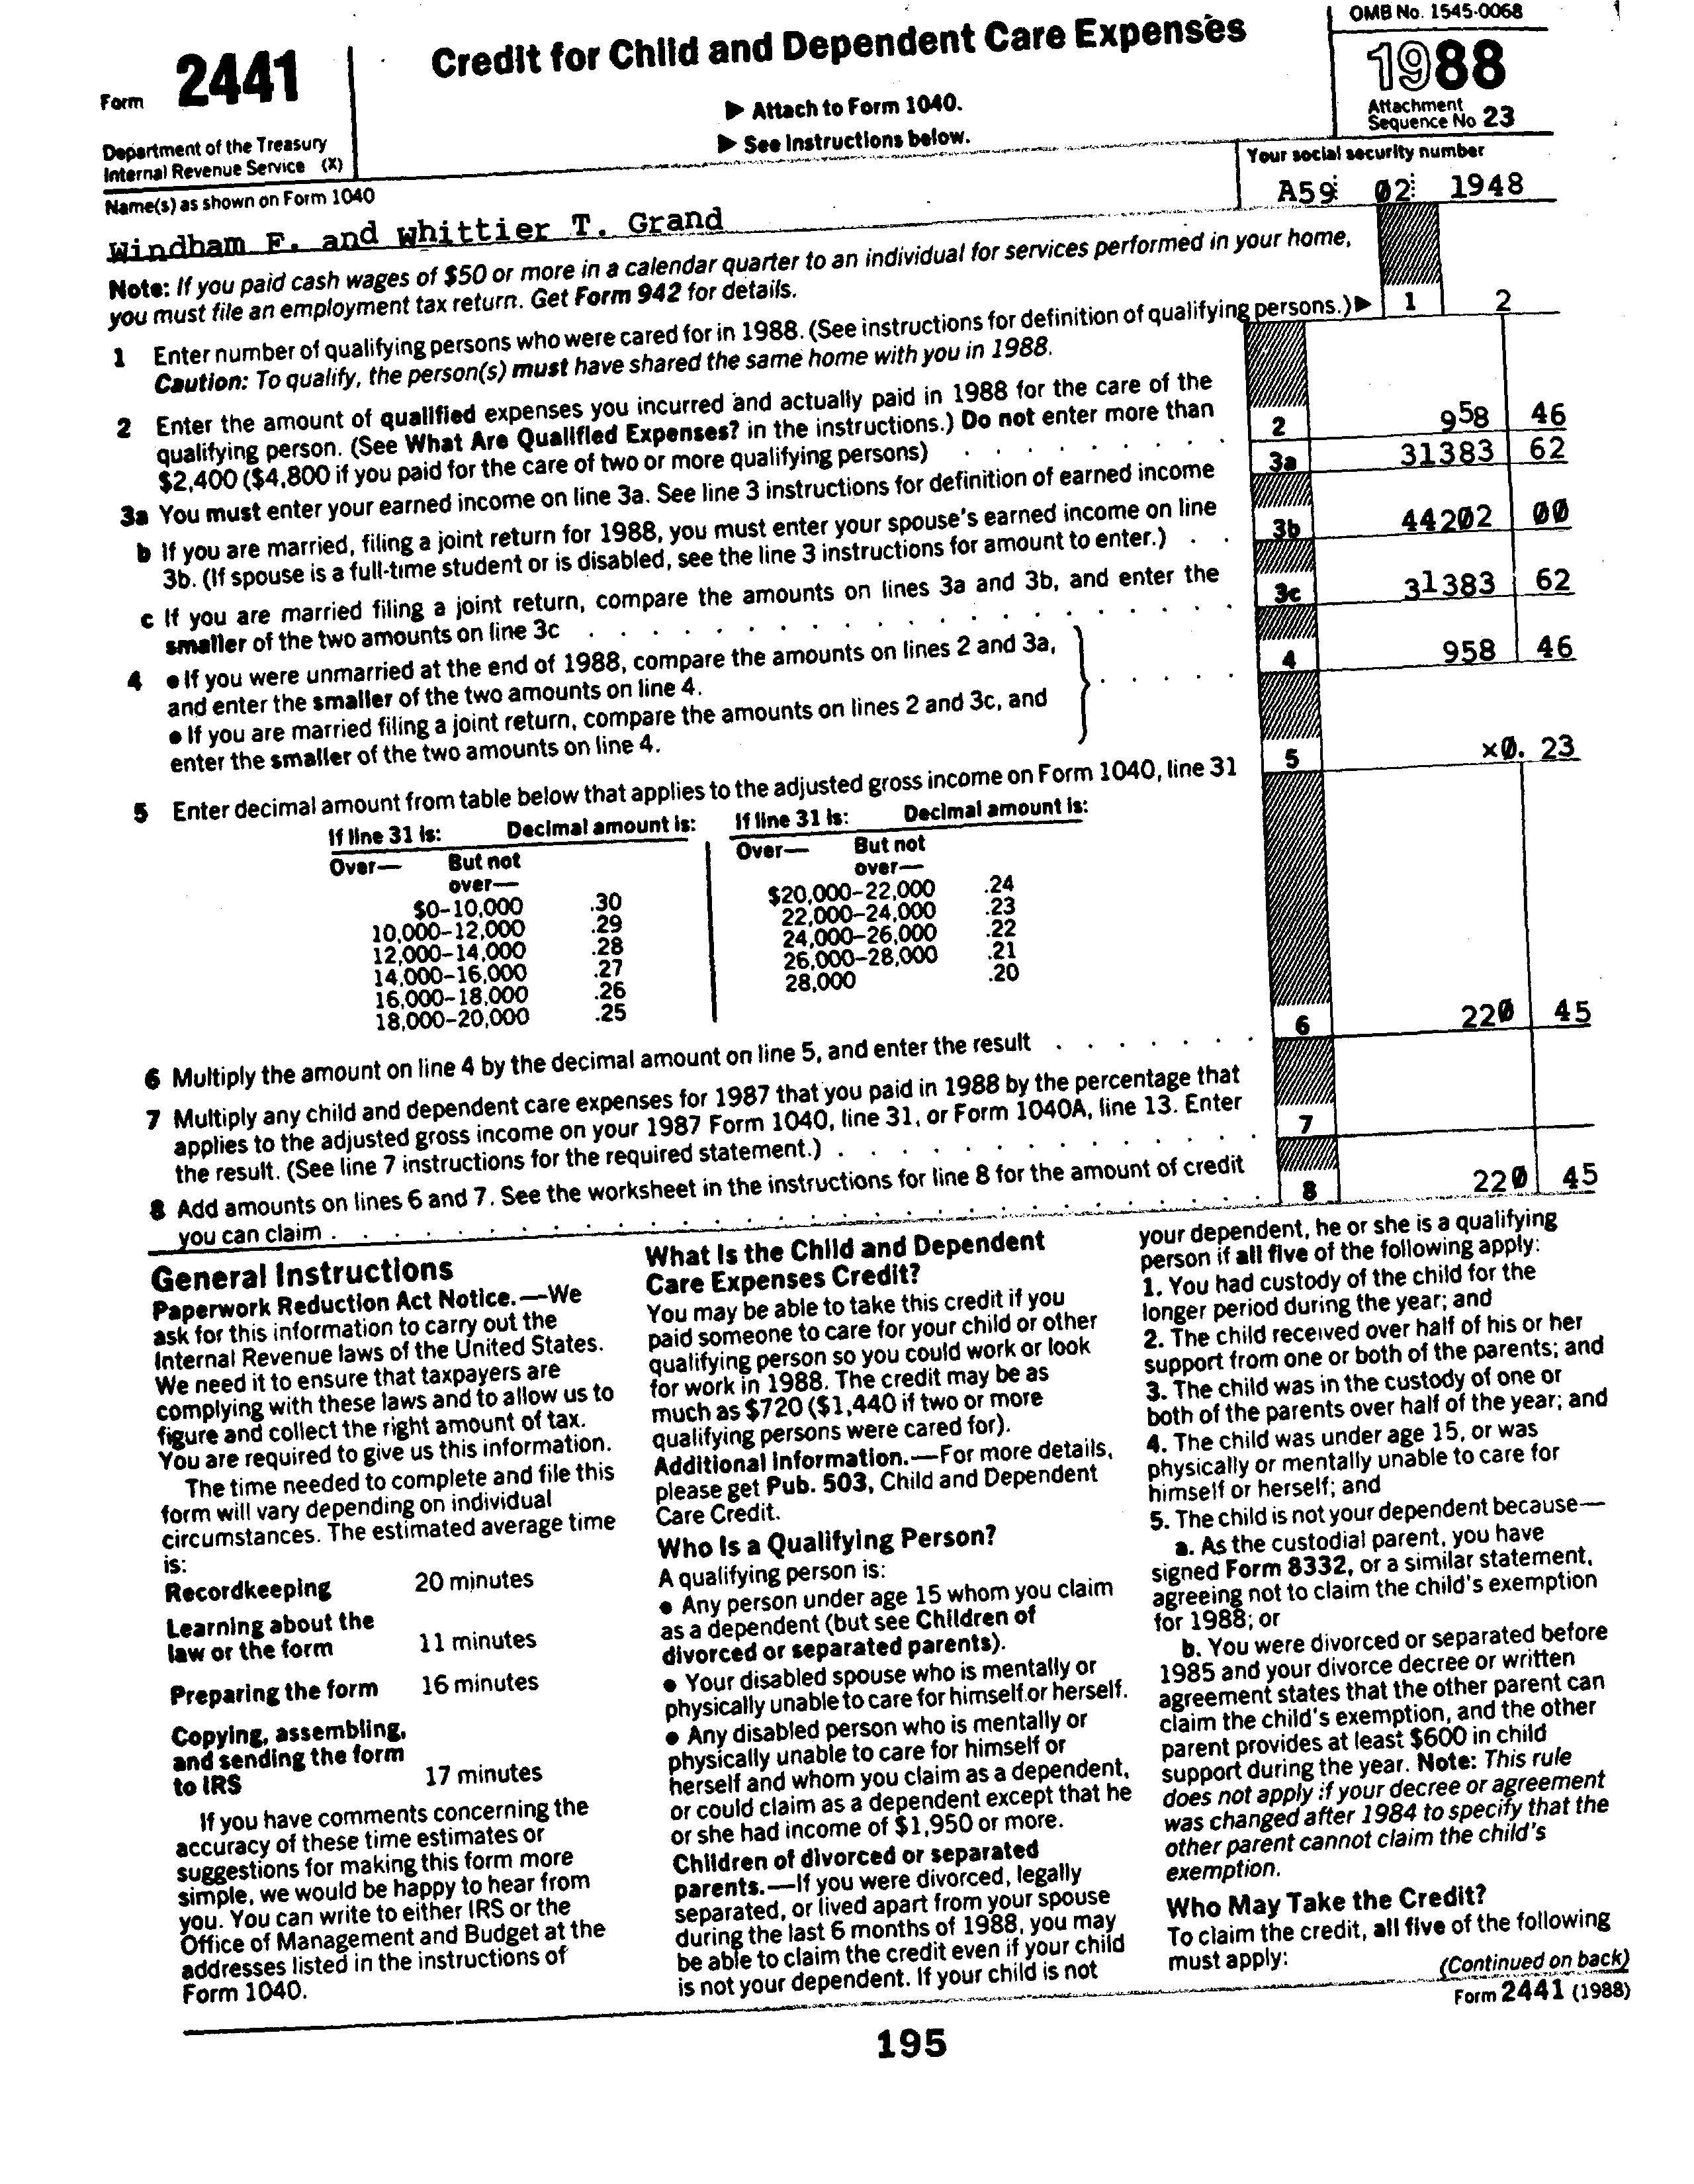 Form 2441
Department of the Treasury
Internal Revenue Service (X)
Credit for Child and Dependent Care Expenses
▶ Attach to Form 1040.
▶ See Instructions below.
OMB No. 1545-0068
1988
Attachment
Sequence No 23
Name(s) as shown on Form 1040
Windham F. and whittier T. Grand
Your social security number
A59 02 1948
Note: If you paid cash wages of $50 or more in a calendar quarter to an individual for services performed in your home,
you must file an employment tax return. Get Form 942 for details.
1 Enter number of qualifying persons who were cared for in 1988. (See instructions for definition of qualifying persons.) ▶ 1 2
Caution: To qualify, the person(s) must have shared the same home with you in 1988.
2 Enter the amount of qualified expenses you incurred and actually paid in 1988 for the care of the
qualifying person. (See What Are Qualified Expenses? in the instructions.) Do not enter more than
$2,400 ($4,800 if you paid for the care of two or more qualifying persons) . . . . . . . 2 958 46
3a You must enter your earned income on line 3a. See line 3 instructions for definition of earned income 3a 31383 62
b If you are married, filing a joint return for 1988, you must enter your spouse's earned income on line
3b. (If spouse is a full-time student or is disabled, see the line 3 instructions for amount to enter.) . . 3b 44202 00
c If you are married filing a joint return, compare the amounts on lines 3a and 3b, and enter the
smaller of the two amounts on line 3c . . . . . . . . . . . . . . . 3c 31383 62
4 ● If you were unmarried at the end of 1988, compare the amounts on lines 2 and 3a,
and enter the smaller of the two amounts on line 4.
● If you are married filing a joint return, compare the amounts on lines 2 and 3c, and
enter the smaller of the two amounts on line 4.
. . . . . 4 958 46
5 Enter decimal amount from table below that applies to the adjusted gross income on Form 1040, line 31 5 ×0. 23
If line 31 is: Decimal amount is: If line 31 is: Decimal amount is:
Over— But not over— Over— But not over—
$0–10,000 .30 $20,000–22,000 .24
10,000–12,000 .29 22,000–24,000 .23
12,000–14,000 .28 24,000–26,000 .22
14,000–16,000 .27 26,000–28,000 .21
16,000–18,000 .26 28,000 .20
18,000–20,000 .25
6 Multiply the amount on line 4 by the decimal amount on line 5, and enter the result . . . . . . . 6 220 45
7 Multiply any child and dependent care expenses for 1987 that you paid in 1988 by the percentage that
applies to the adjusted gross income on your 1987 Form 1040, line 31, or Form 1040A, line 13. Enter
the result. (See line 7 instructions for the required statement.) . . . . . . . . . . 7
8 Add amounts on lines 6 and 7. See the worksheet in the instructions for line 8 for the amount of credit
you can claim . . . . . . . . . . . . . . . . . . . . . . 8 220 45
General Instructions
Paperwork Reduction Act Notice.—We
ask for this information to carry out the
Internal Revenue laws of the United States.
We need it to ensure that taxpayers are
complying with these laws and to allow us to
figure and collect the right amount of tax.
You are required to give us this information.
The time needed to complete and file this
form will vary depending on individual
circumstances. The estimated average time
is:
Recordkeeping 20 minutes
Learning about the
law or the form 11 minutes
Preparing the form 16 minutes
Copying, assembling,
and sending the form
to IRS 17 minutes
If you have comments concerning the
accuracy of these time estimates or
suggestions for making this form more
simple, we would be happy to hear from
you. You can write to either IRS or the
Office of Management and Budget at the
addresses listed in the instructions of
Form 1040.
What Is the Child and Dependent
Care Expenses Credit?
You may be able to take this credit if you
paid someone to care for your child or other
qualifying person so you could work or look
for work in 1988. The credit may be as
much as $720 ($1,440 if two or more
qualifying persons were cared for).
Additional Information.—For more details,
please get Pub. 503, Child and Dependent
Care Credit.
Who Is a Qualifying Person?
A qualifying person is:
● Any person under age 15 whom you claim
as a dependent (but see Children of
divorced or separated parents).
● Your disabled spouse who is mentally or
physically unable to care for himself or herself.
● Any disabled person who is mentally or
physically unable to care for himself or
herself and whom you claim as a dependent,
or could claim as a dependent except that he
or she had income of $1,950 or more.
Children of divorced or separated
parents.—If you were divorced, legally
separated, or lived apart from your spouse
during the last 6 months of 1988, you may
be able to claim the credit even if your child
is not your dependent. If your child is not
your dependent, he or she is a qualifying
person if all five of the following apply:
1. You had custody of the child for the
longer period during the year; and
2. The child received over half of his or her
support from one or both of the parents; and
3. The child was in the custody of one or
both of the parents over half of the year; and
4. The child was under age 15, or was
physically or mentally unable to care for
himself or herself; and
5. The child is not your dependent because—
a. As the custodial parent, you have
signed Form 8332, or a similar statement,
agreeing not to claim the child's exemption
for 1988; or
b. You were divorced or separated before
1985 and your divorce decree or written
agreement states that the other parent can
claim the child's exemption, and the other
parent provides at least $600 in child
support during the year. Note: This rule
does not apply if your decree or agreement
was changed after 1984 to specify that the
other parent cannot claim the child's
exemption.
Who May Take the Credit?
To claim the credit, all five of the following
must apply:
(Continued on back)
Form 2441 (1988)
195